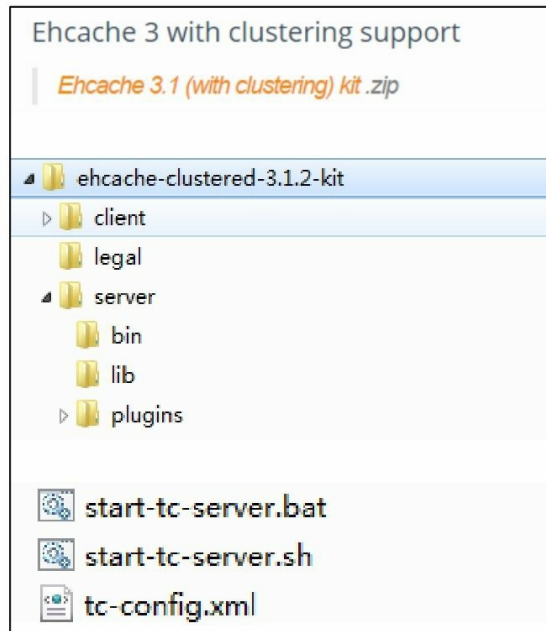 Ehcache 3 with clustering support
Ehcache 3.1 (with clustering) kit .zip
ehcache-clustered-3.1.2-kit
client
legal
server
bin
lib
plugins
start-tc-server.bat
start-tc-server.sh
tc-config.xml